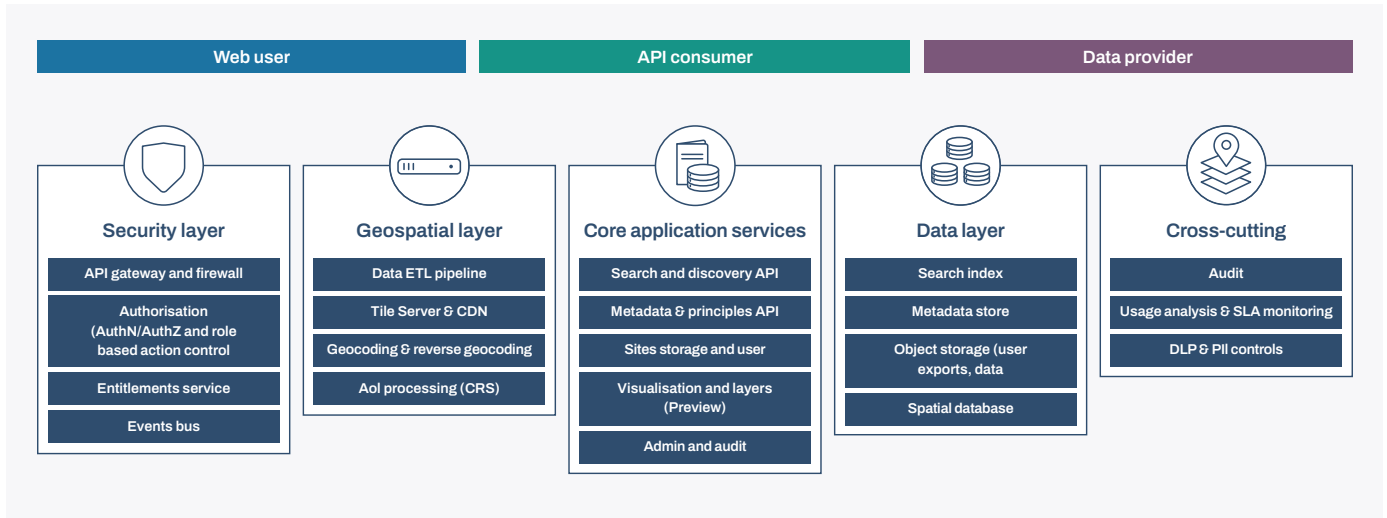 Web user
API consumer
Data provider
Security layer
API gateway and firewall
Authorisation
(AuthN/AuthZ and role
based action control
Entitlements service
Events bus
Geospatial layer
Data ETL pipeline
Tile Server & CDN
Geocoding & reverse geocoding
AoI processing (CRS)
Core application services
Search and discovery API
Metadata & principles API
Sites storage and user
Visualisation and layers
(Preview)
Admin and audit
Data layer
Search index
Metadata store
Object storage (user
exports, data
Spatial database
Cross-cutting
Audit
Usage analysis & SLA monitoring
DLP & PII controls